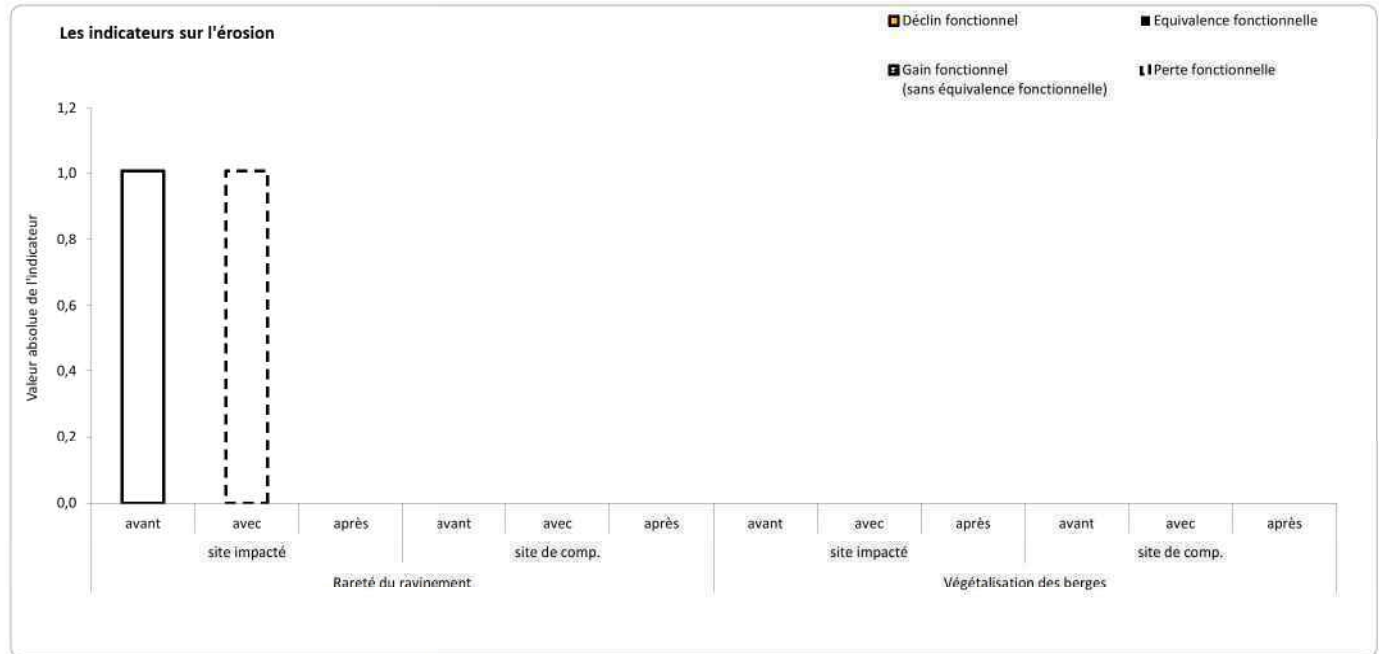 Les indicateurs sur l'érosion
Déclin fonctionnel
Equivalence fonctionnelle
Gain fonctionnel
(sans équivalence fonctionnelle)
Perte fonctionnelle
Valeur absolue de l'indicateur
1,2
1,0
0,8
0,6
0,4
0,2
0,0
avant avec après avant avec après avant avec après avant avec après
site impacté site de comp. site impacté site de comp.
Rareté du ravinement Végétalisation des berges